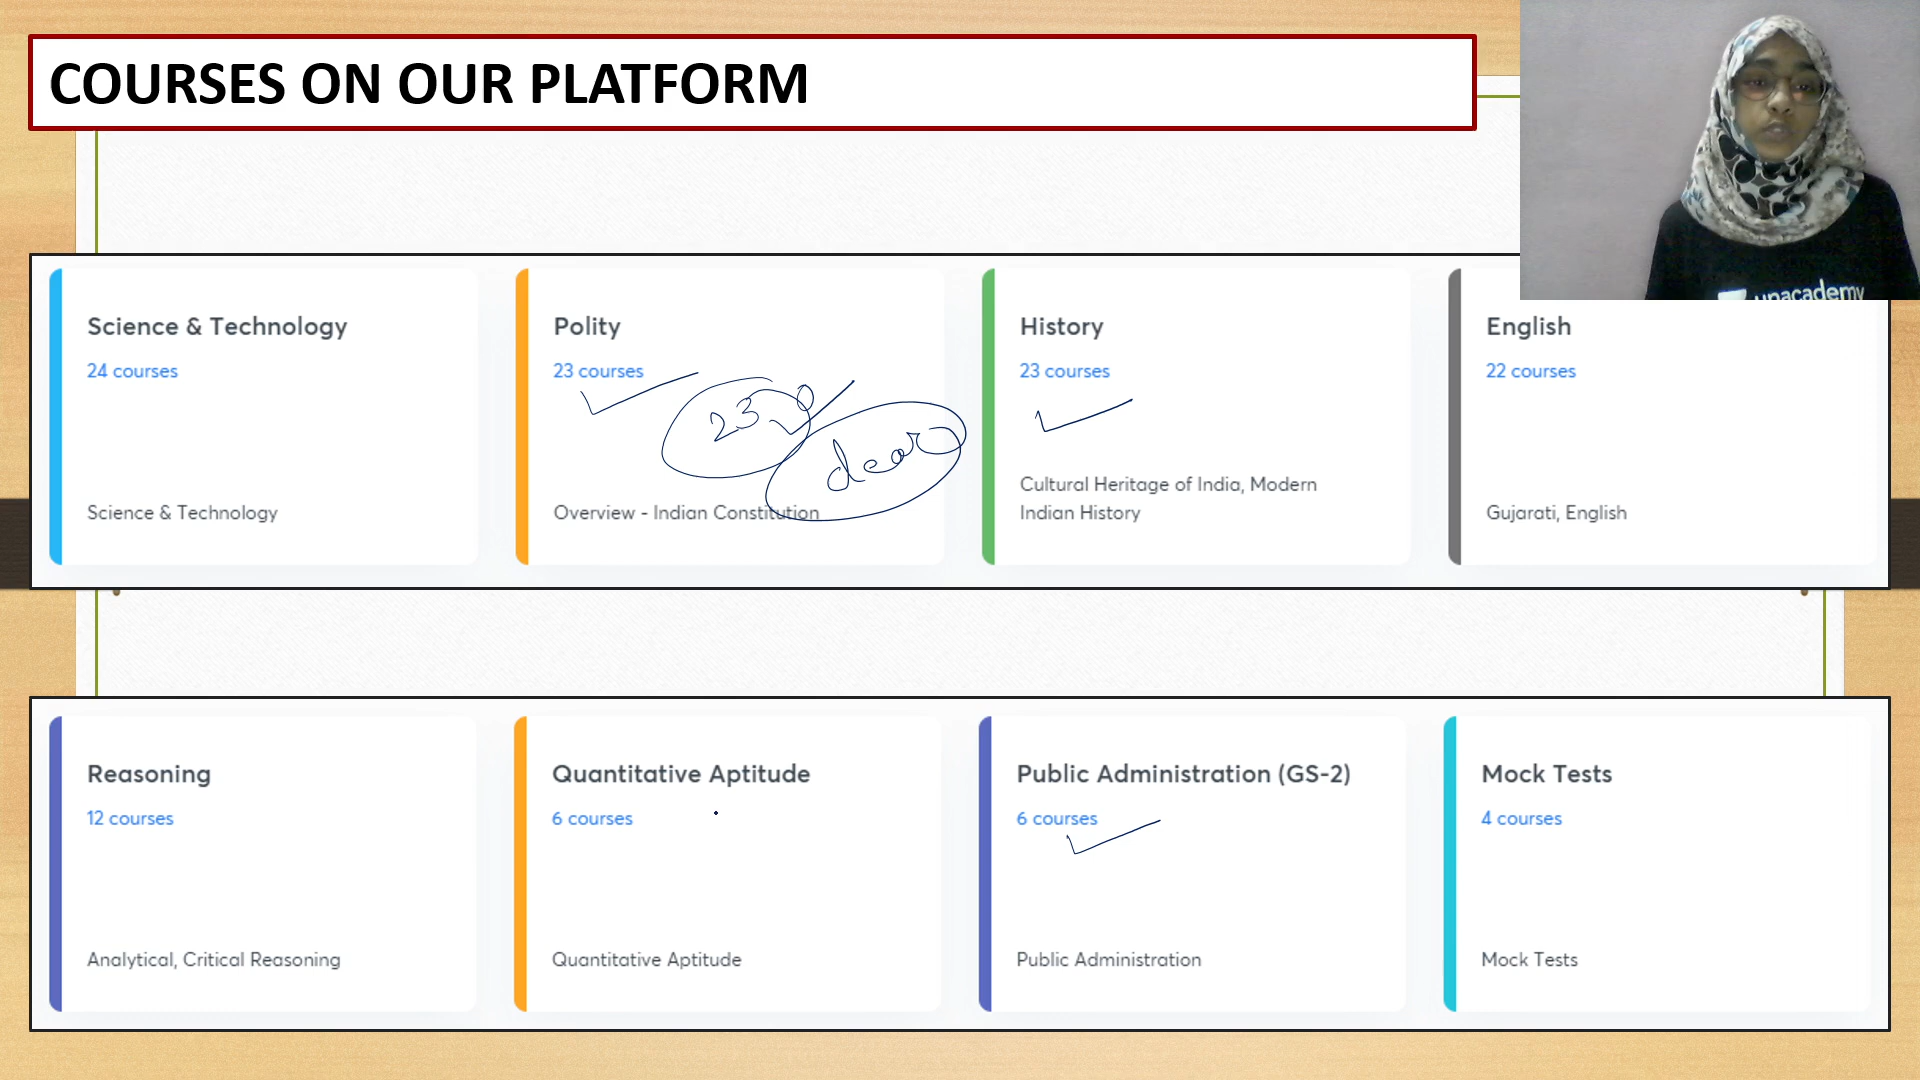 COURSES ON OUR PLATFORM
unacademy
Science & Technology
24 courses
Science & Technology
Polity
23 courses
23
Overview - Indian Constitution
History
23 courses
Cultural Heritage of India, Modern
Indian History
English
22 courses
Gujarati, English
Reasoning
12 courses
Analytical, Critical Reasoning
Quantitative Aptitude
6 courses
Quantitative Aptitude
Public Administration (GS-2)
6 courses
Public Administration
Mock Tests
4 courses
Mock Tests